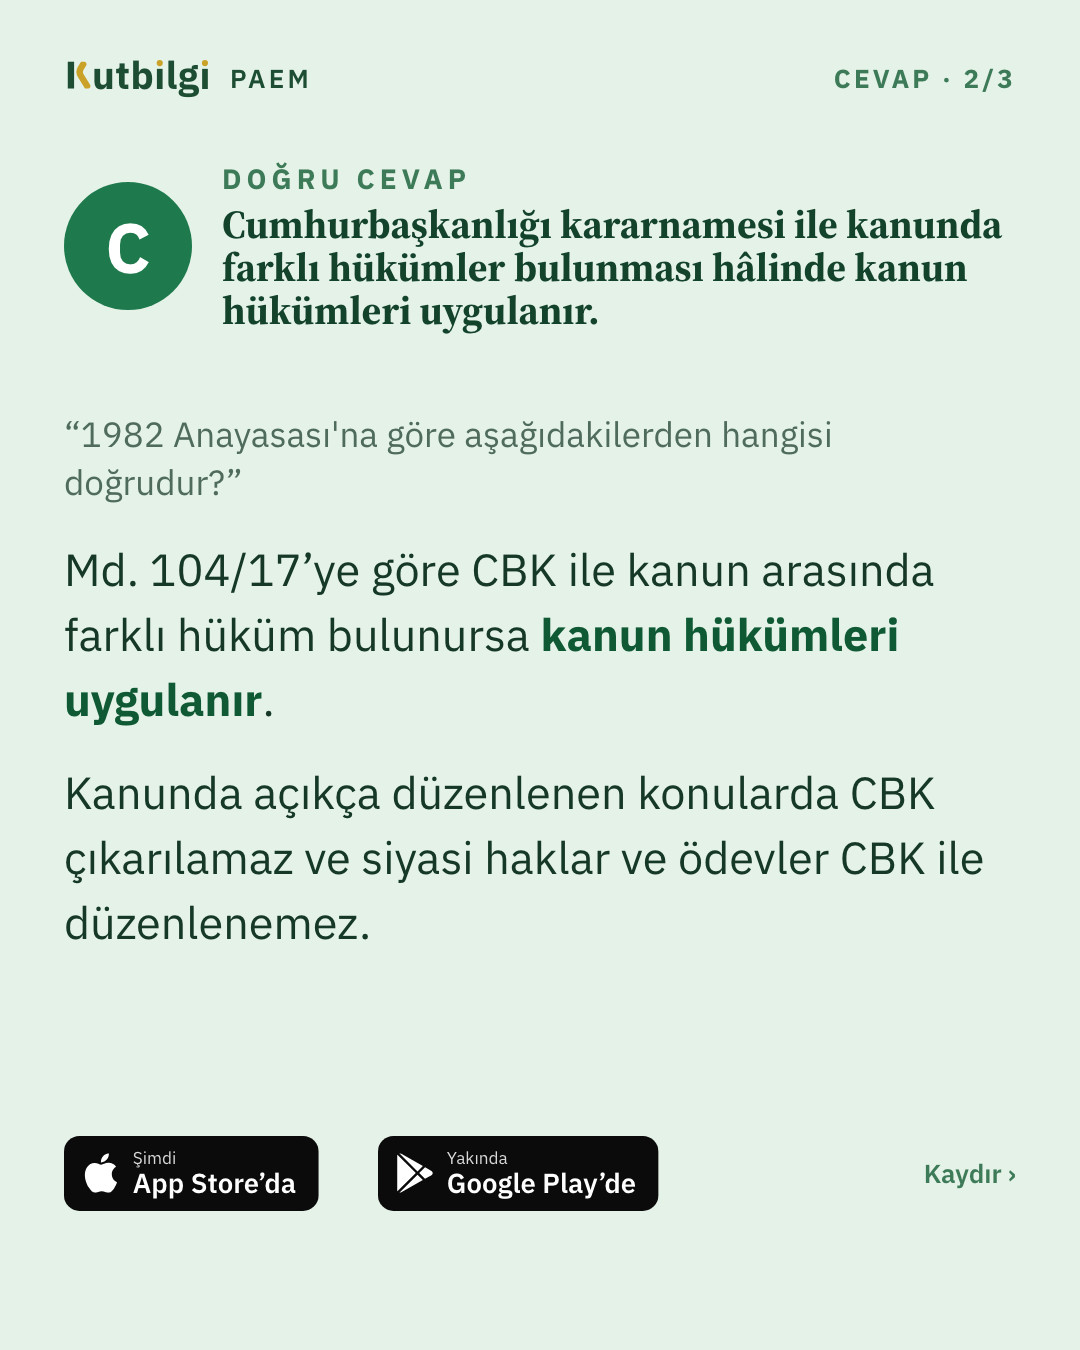 Kutbilgi PAEM
CEVAP · 2/3
C
DOĞRU CEVAP
Cumhurbaşkanlığı kararnamesi ile kanunda
farklı hükümler bulunması hâlinde kanun
hükümleri uygulanır.
“1982 Anayasası'na göre aşağıdakilerden hangisi
doğrudur?”
Md. 104/17’ye göre CBK ile kanun arasında
farklı hüküm bulunursa kanun hükümleri
uygulanır.
Kanunda açıkça düzenlenen konularda CBK
çıkarılamaz ve siyasi haklar ve ödevler CBK ile
düzenlenemez.
Şimdi
App Store’da
Yakında
Google Play’de
Kaydır ›